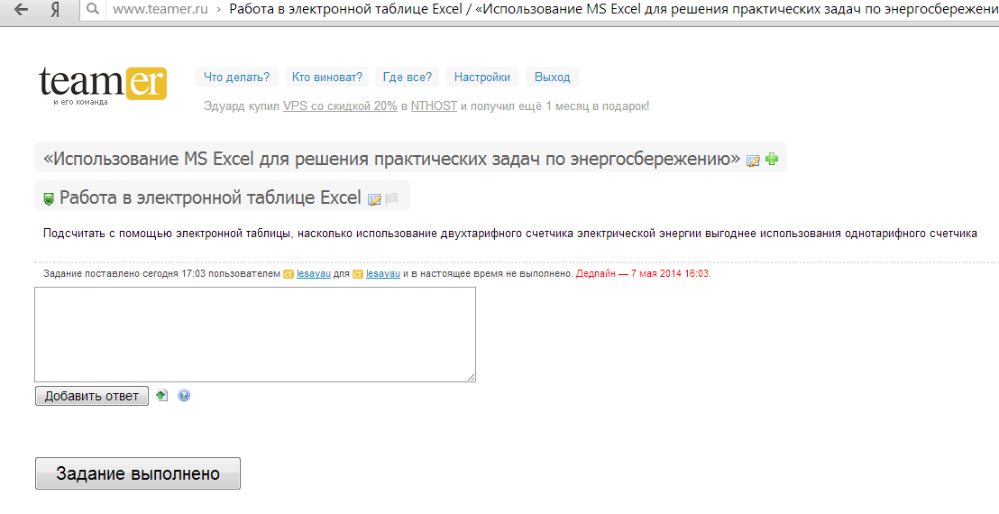 Я www.teamer.ru › Работа в электронной таблице Excel / «Использование MS Excel для решения практических задач по энергосбережени
teamer
и его команда
Что делать? Кто виноват? Где все? Настройки Выход
Эдуард купил VPS со скидкой 20% в NTHOST и получил ещё 1 месяц в подарок!
«Использование MS Excel для решения практических задач по энергосбережению»
Работа в электронной таблице Excel
Подсчитать с помощью электронной таблицы, насколько использование двухтарифного счетчика электрической энергии выгоднее использования однотарифного счетчика
Задание поставлено сегодня 17:03 пользователем lesayau для lesayau и в настоящее время не выполнено. Дедлайн — 7 мая 2014 16:03.
Добавить ответ
Задание выполнено